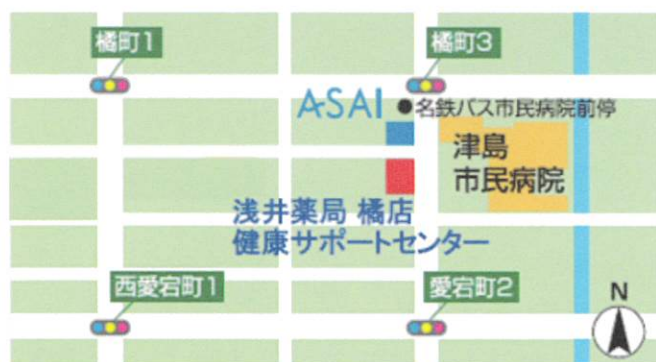 橘町1
橘町3
ASAI
名鉄バス市民病院前停
津島
市民病院
浅井薬局 橘店
健康サポートセンター
西愛宕町1
愛宕町2
N